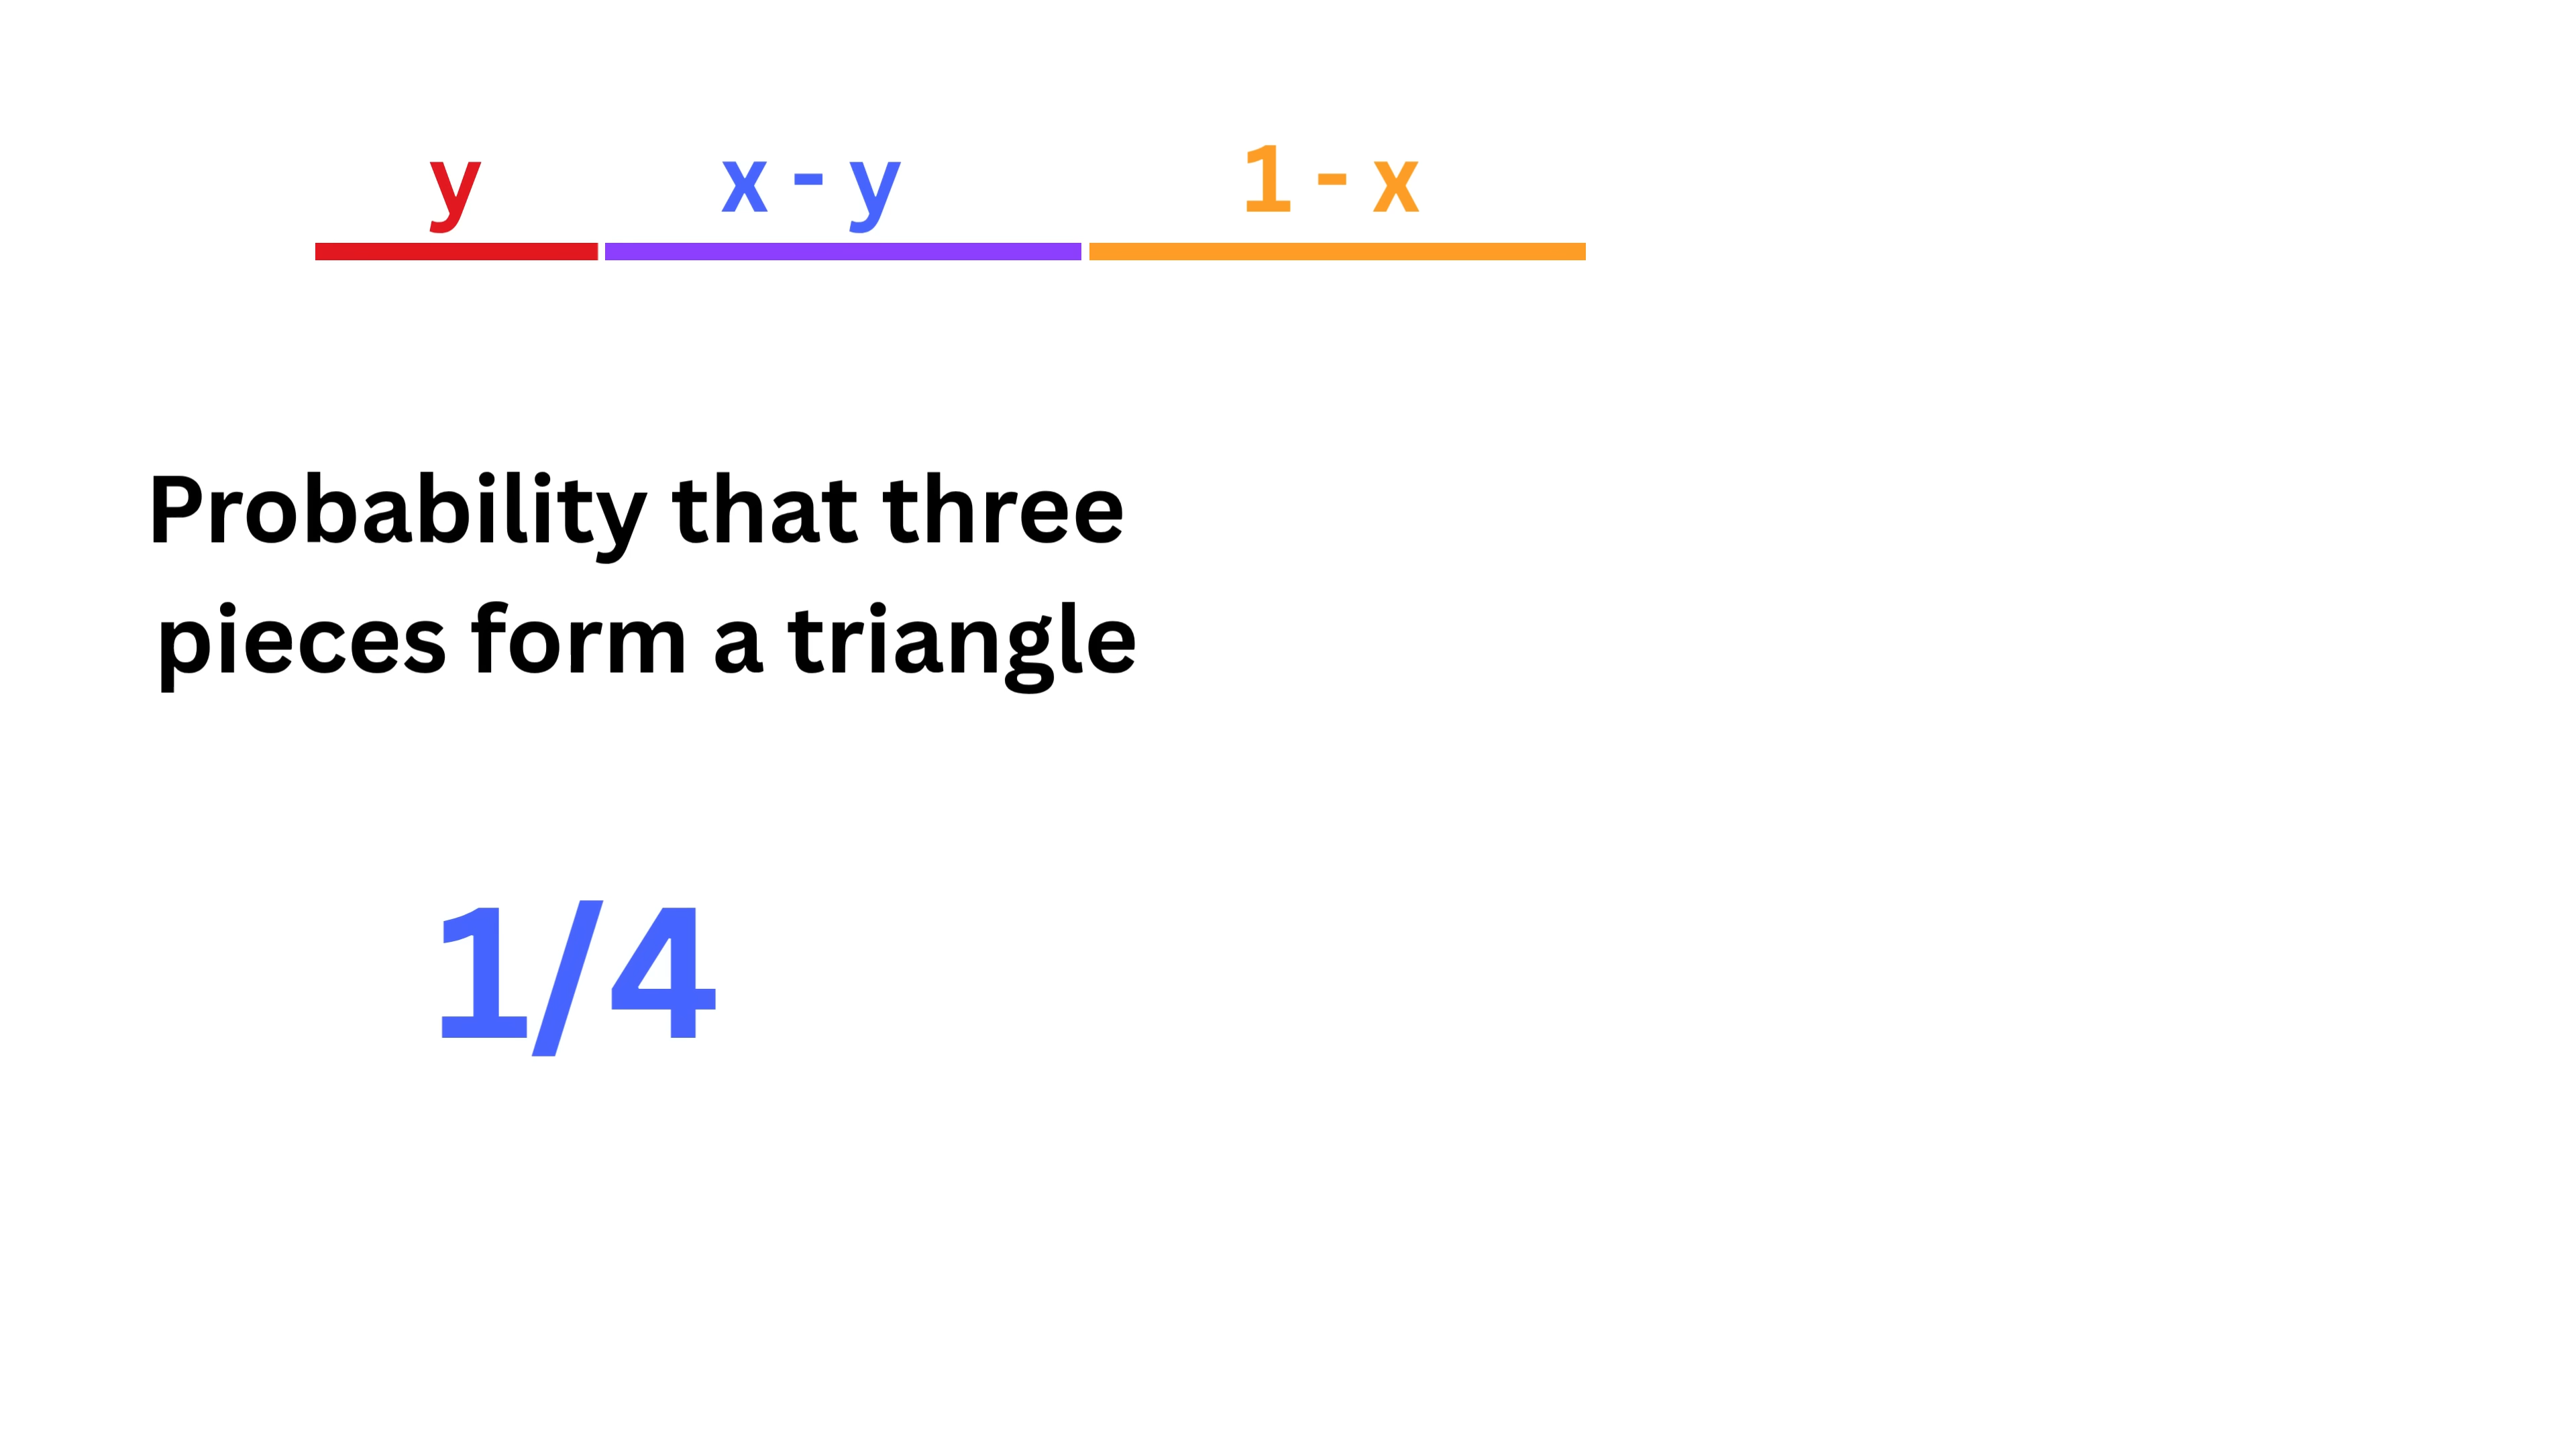 y x - y 1 - x
Probability that three
pieces form a triangle
1/4